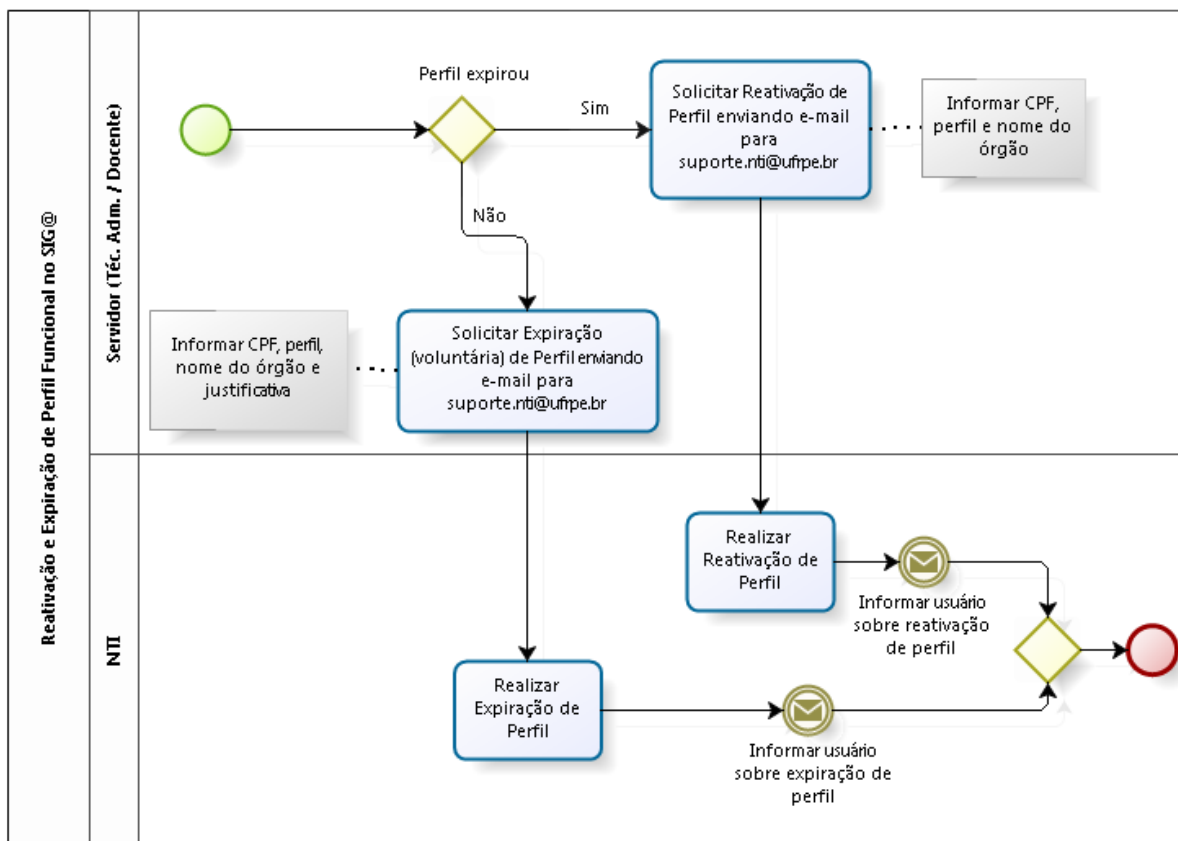 Reativação e Expiração de Perfil Funcional no SIG@
Servidor (Téc. Adm. / Docente)
Perfil expirou
Sim
Solicitar Reativação de
Perfil enviando e-mail
para
suporte.nti@ufrpe.br
Informar CPF,
perfil e nome do
órgão
Não
Informar CPF, perfil,
nome do órgão e
justificativa
Solicitar Expiração
(voluntária) de Perfil enviando
e-mail para
suporte.nti@ufrpe.br
NTI
Realizar
Reativação de
Perfil
Informar usuário
sobre reativação
de perfil
Realizar
Expiração de
Perfil
Informar usuário
sobre expiração de
perfil